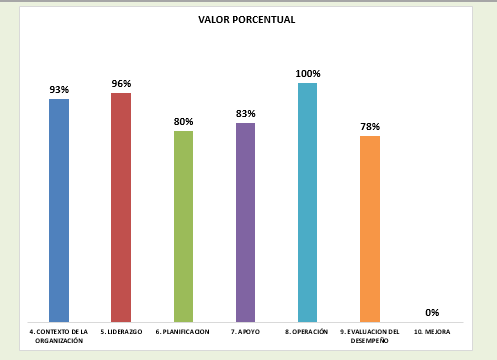 VALOR PORCENTUAL
93%
96%
80%
83%
100%
78%
0%
4. CONTEXTO DE LA
ORGANIZACIÓN
5. LIDERAZGO
6. PLANIFICACION
7. APOYO
8. OPERACIÓN
9. EVALUACION DEL
DESEMPEÑO
10. MEJORA